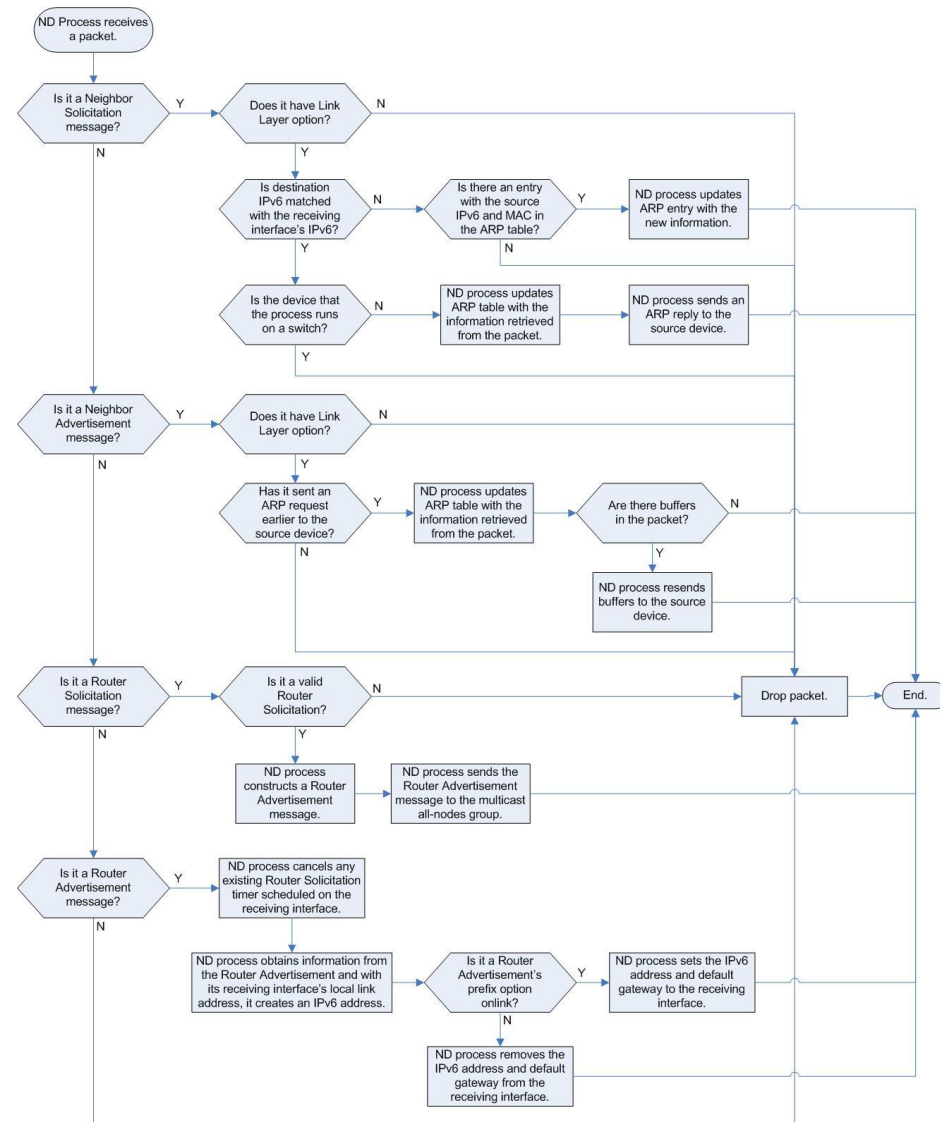 ND Process receives
a packet.
Is it a Neighbor
Solicitation
message?
Y
Does it have Link
Layer option?
N
N
Y
Is destination
IPv6 matched
with the receiving
interface's IPv6?
N
Is there an entry
with the source
IPv6 and MAC in
the ARP table?
Y
ND process updates
ARP entry with the
new information.
Y
N
Is the device that
the process runs
on a switch?
N
ND process updates
ARP table with the
information retrieved
from the packet.
ND process sends an
ARP reply to the
source device.
Y
Is it a Neighbor
Advertisement
message?
Y
Does it have Link
Layer option?
N
N
Y
Has it sent an
ARP request
earlier to the
source device?
Y
ND process updates
ARP table with the
information retrieved
from the packet.
Are there buffers
in the packet?
N
N
Y
ND process resends
buffers to the source
device.
Is it a Router
Solicitation
message?
Y
Is it a valid
Router
Solicitation?
N
Drop packet.
End.
N
Y
ND process
constructs a Router
Advertisement
message.
ND process sends the
Router Advertisement
message to the multicast
all-nodes group.
Is it a Router
Advertisement
message?
Y
ND process cancels any
existing Router Solicitation
timer scheduled on the
receiving interface.
N
ND process obtains information from
the Router Advertisement and with
its receiving interface's local link
address, it creates an IPv6 address.
Is it a Router
Advertisement's
prefix option
onlink?
Y
ND process sets the IPv6
address and default
gateway to the receiving
interface.
N
ND process removes the
IPv6 address and default
gateway from the
receiving interface.